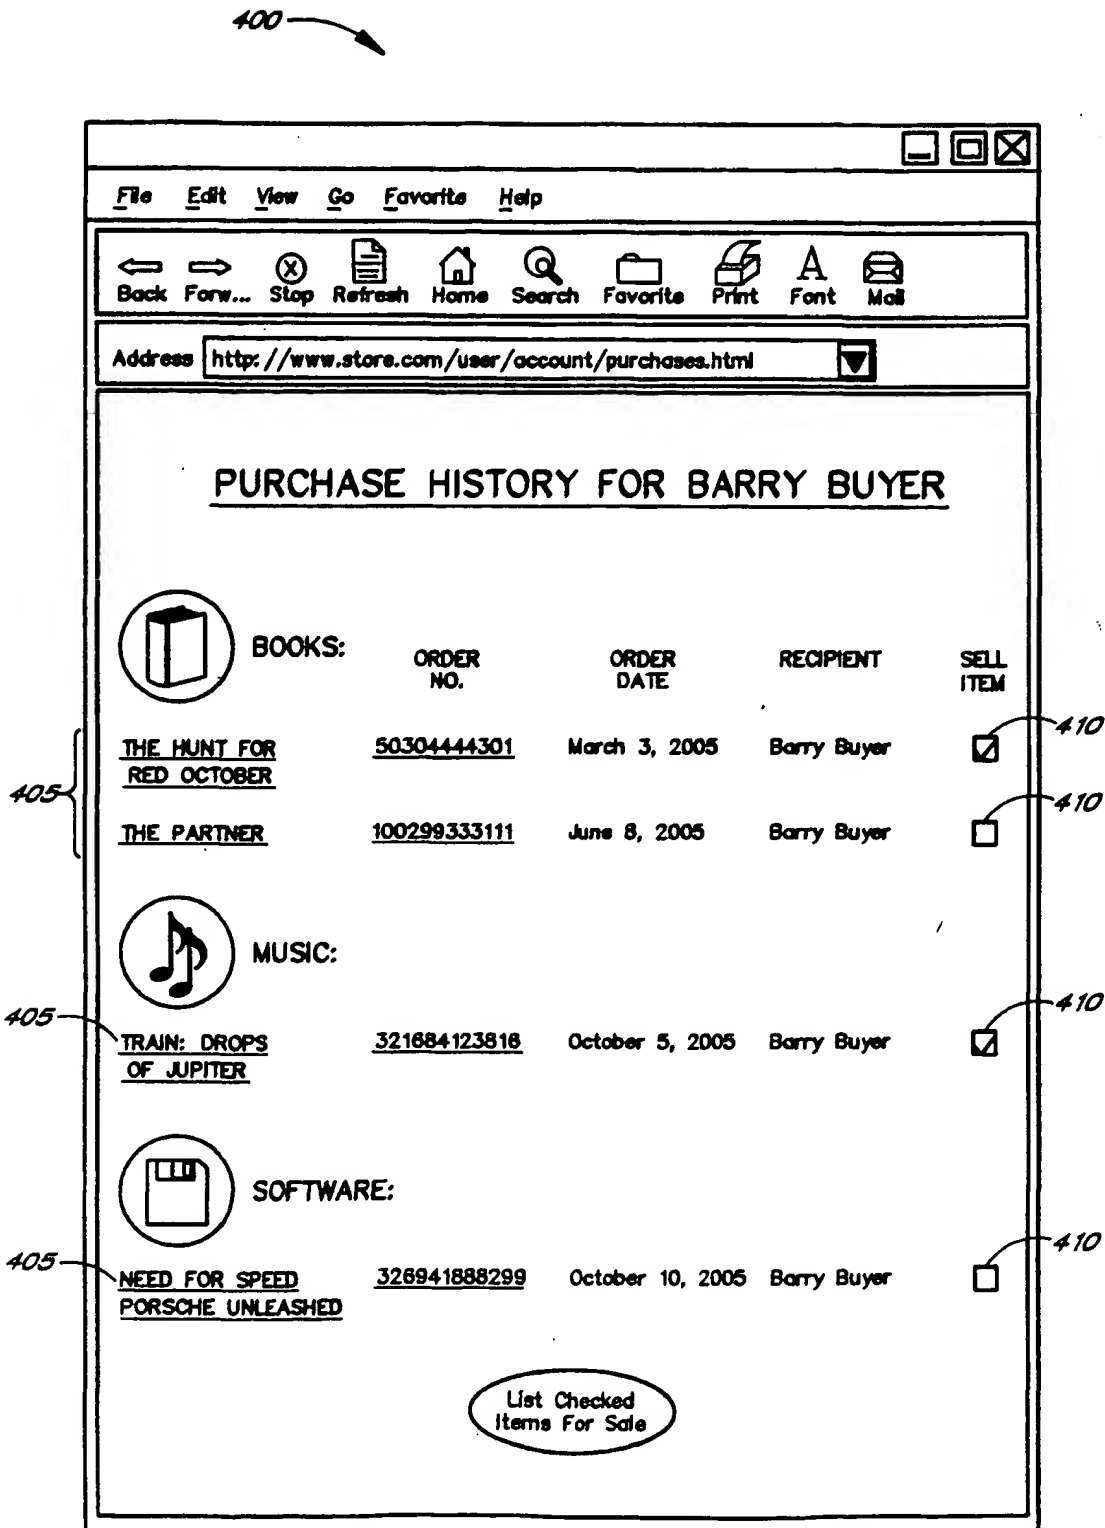 400
File Edit View Go Favorite Help
Back Forw... Stop Refresh Home Search Favorite Print Font Mail
Address http://www.store.com/user/account/purchases.html
PURCHASE HISTORY FOR BARRY BUYER
BOOKS: ORDER NO. ORDER DATE RECIPIENT SELL ITEM
410
THE HUNT FOR 50304444301 March 3, 2005 Barry Buyer
RED OCTOBER
405
410
THE PARTNER 100299333111 June 8, 2005 Barry Buyer
MUSIC:
405 410
TRAIN: DROPS 321684123816 October 5, 2005 Barry Buyer
OF JUPITER
SOFTWARE:
405 410
NEED FOR SPEED 326941888299 October 10, 2005 Barry Buyer
PORSCHE UNLEASHED
List Checked
Items For Sale